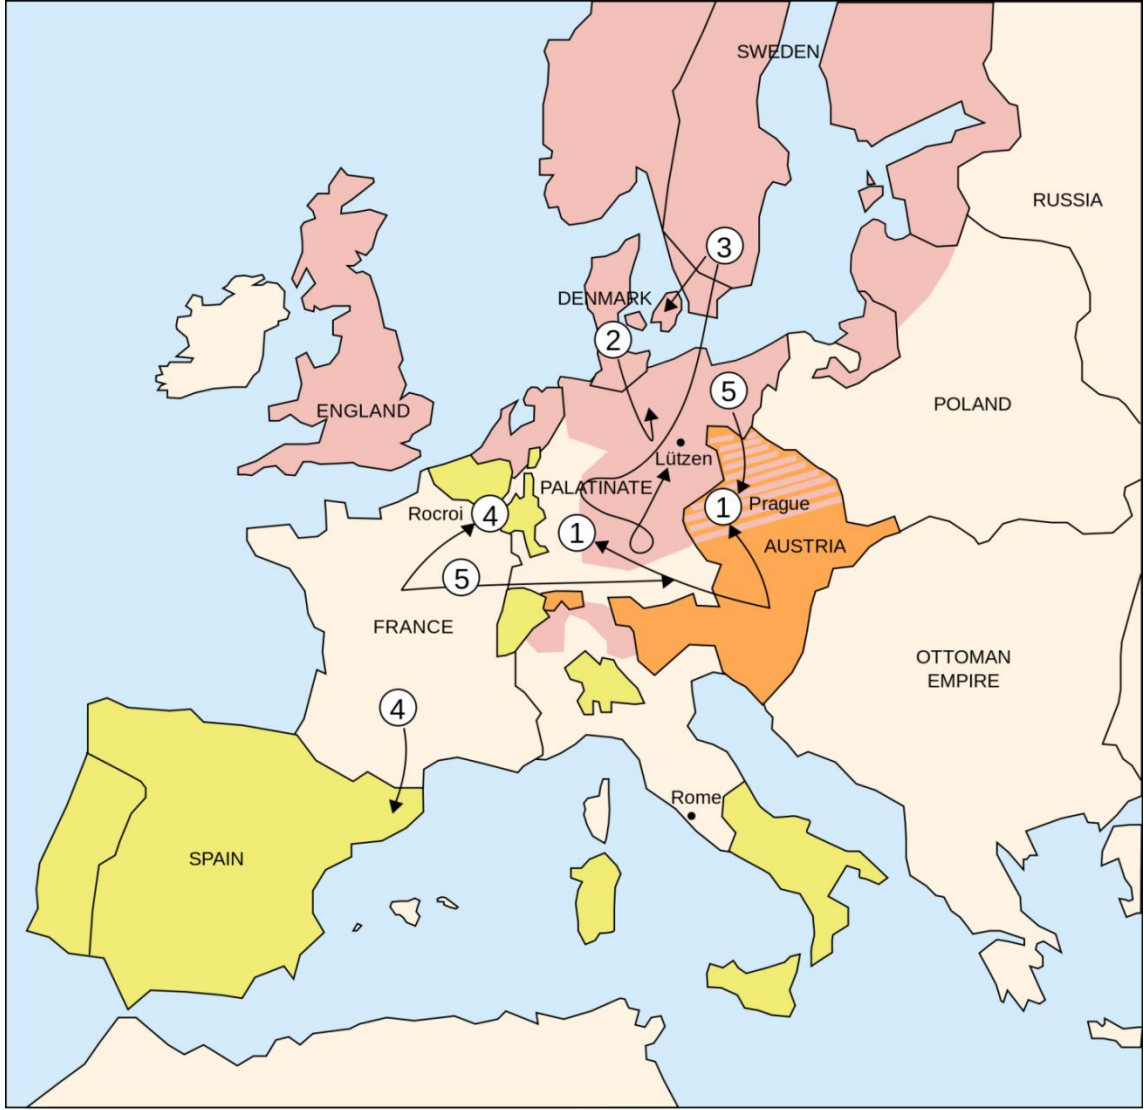 SWEDEN
RUSSIA
3
DENMARK
2
5
ENGLAND
POLAND
Lützen
PALATINATE
Rocroi
4
1
Prague
1
AUSTRIA
5
FRANCE
OTTOMAN
EMPIRE
4
Rome
SPAIN